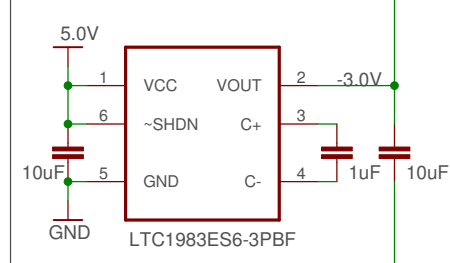 5.0V
1 VCC VOUT 2 -3.0V
6 ~SHDN C+ 3
10uF 5 GND C- 4 1uF 10uF
GND LTC1983ES6-3PBF